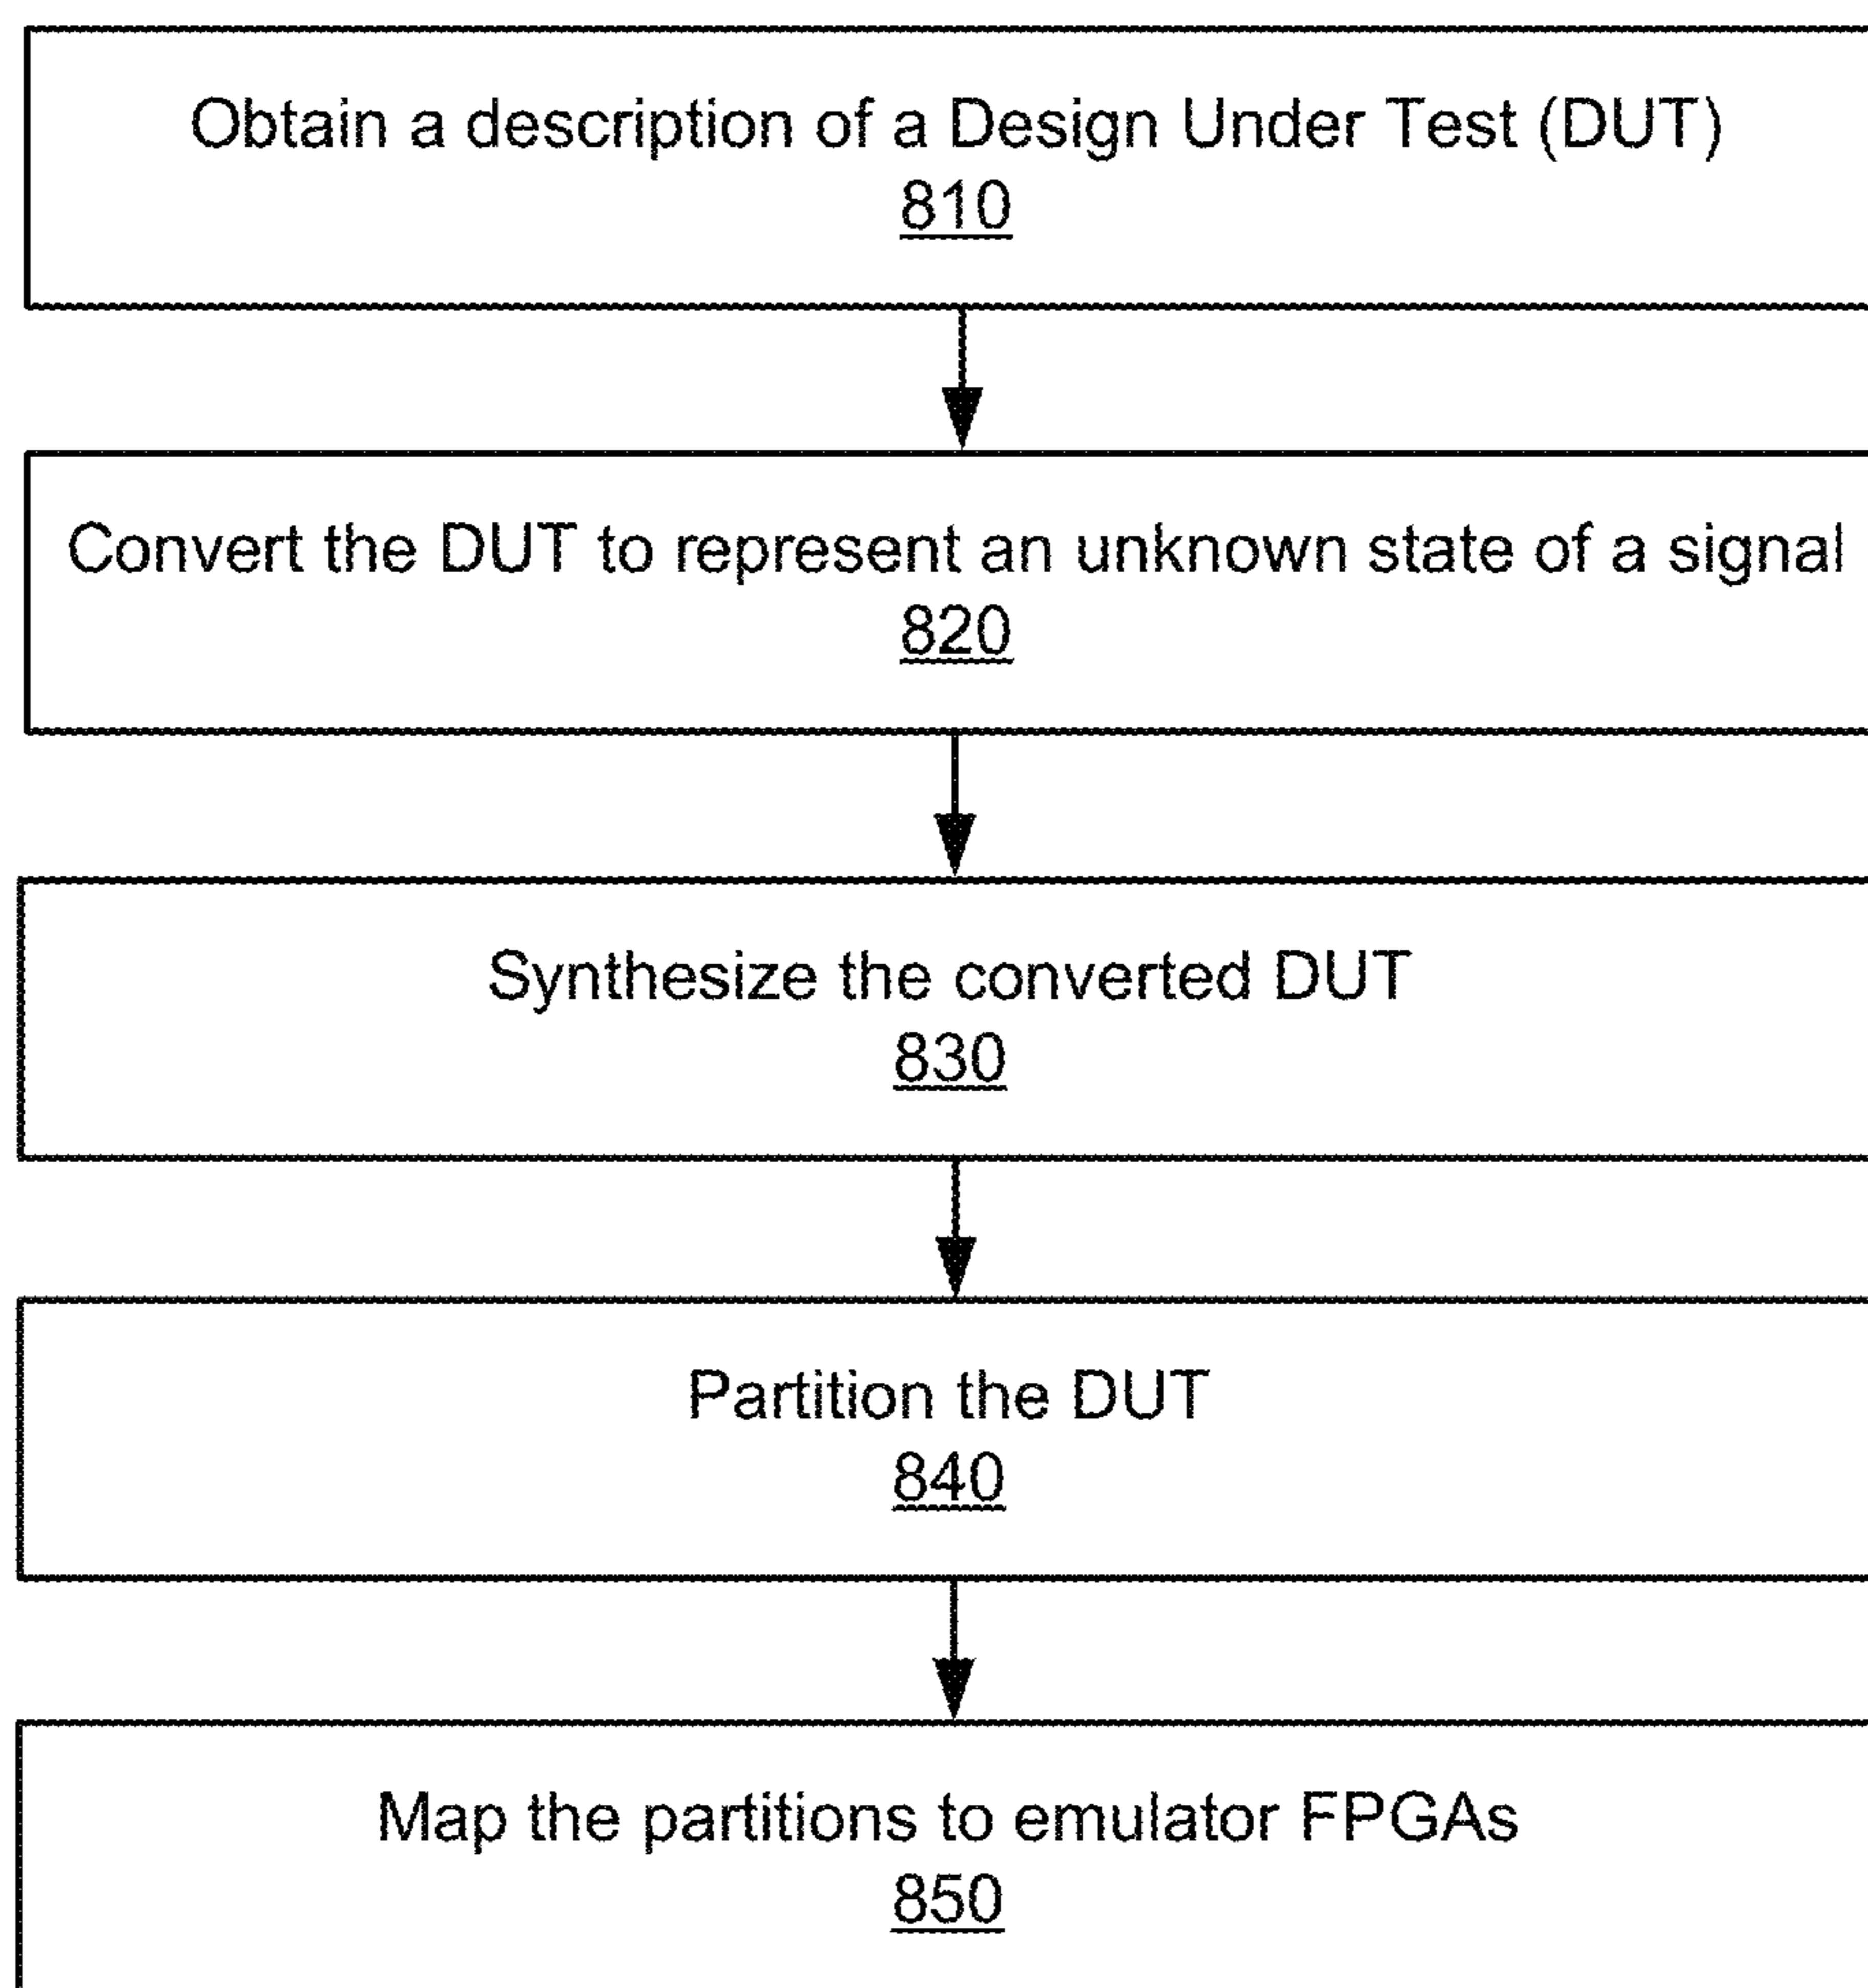 Obtain a description of a Design Under Test (DUT)
810
Convert the DUT to represent an unknown state of a signal
820
Synthesize the converted DUT
830
Partition the DUT
840
Map the partitions to emulator FPGAs
850